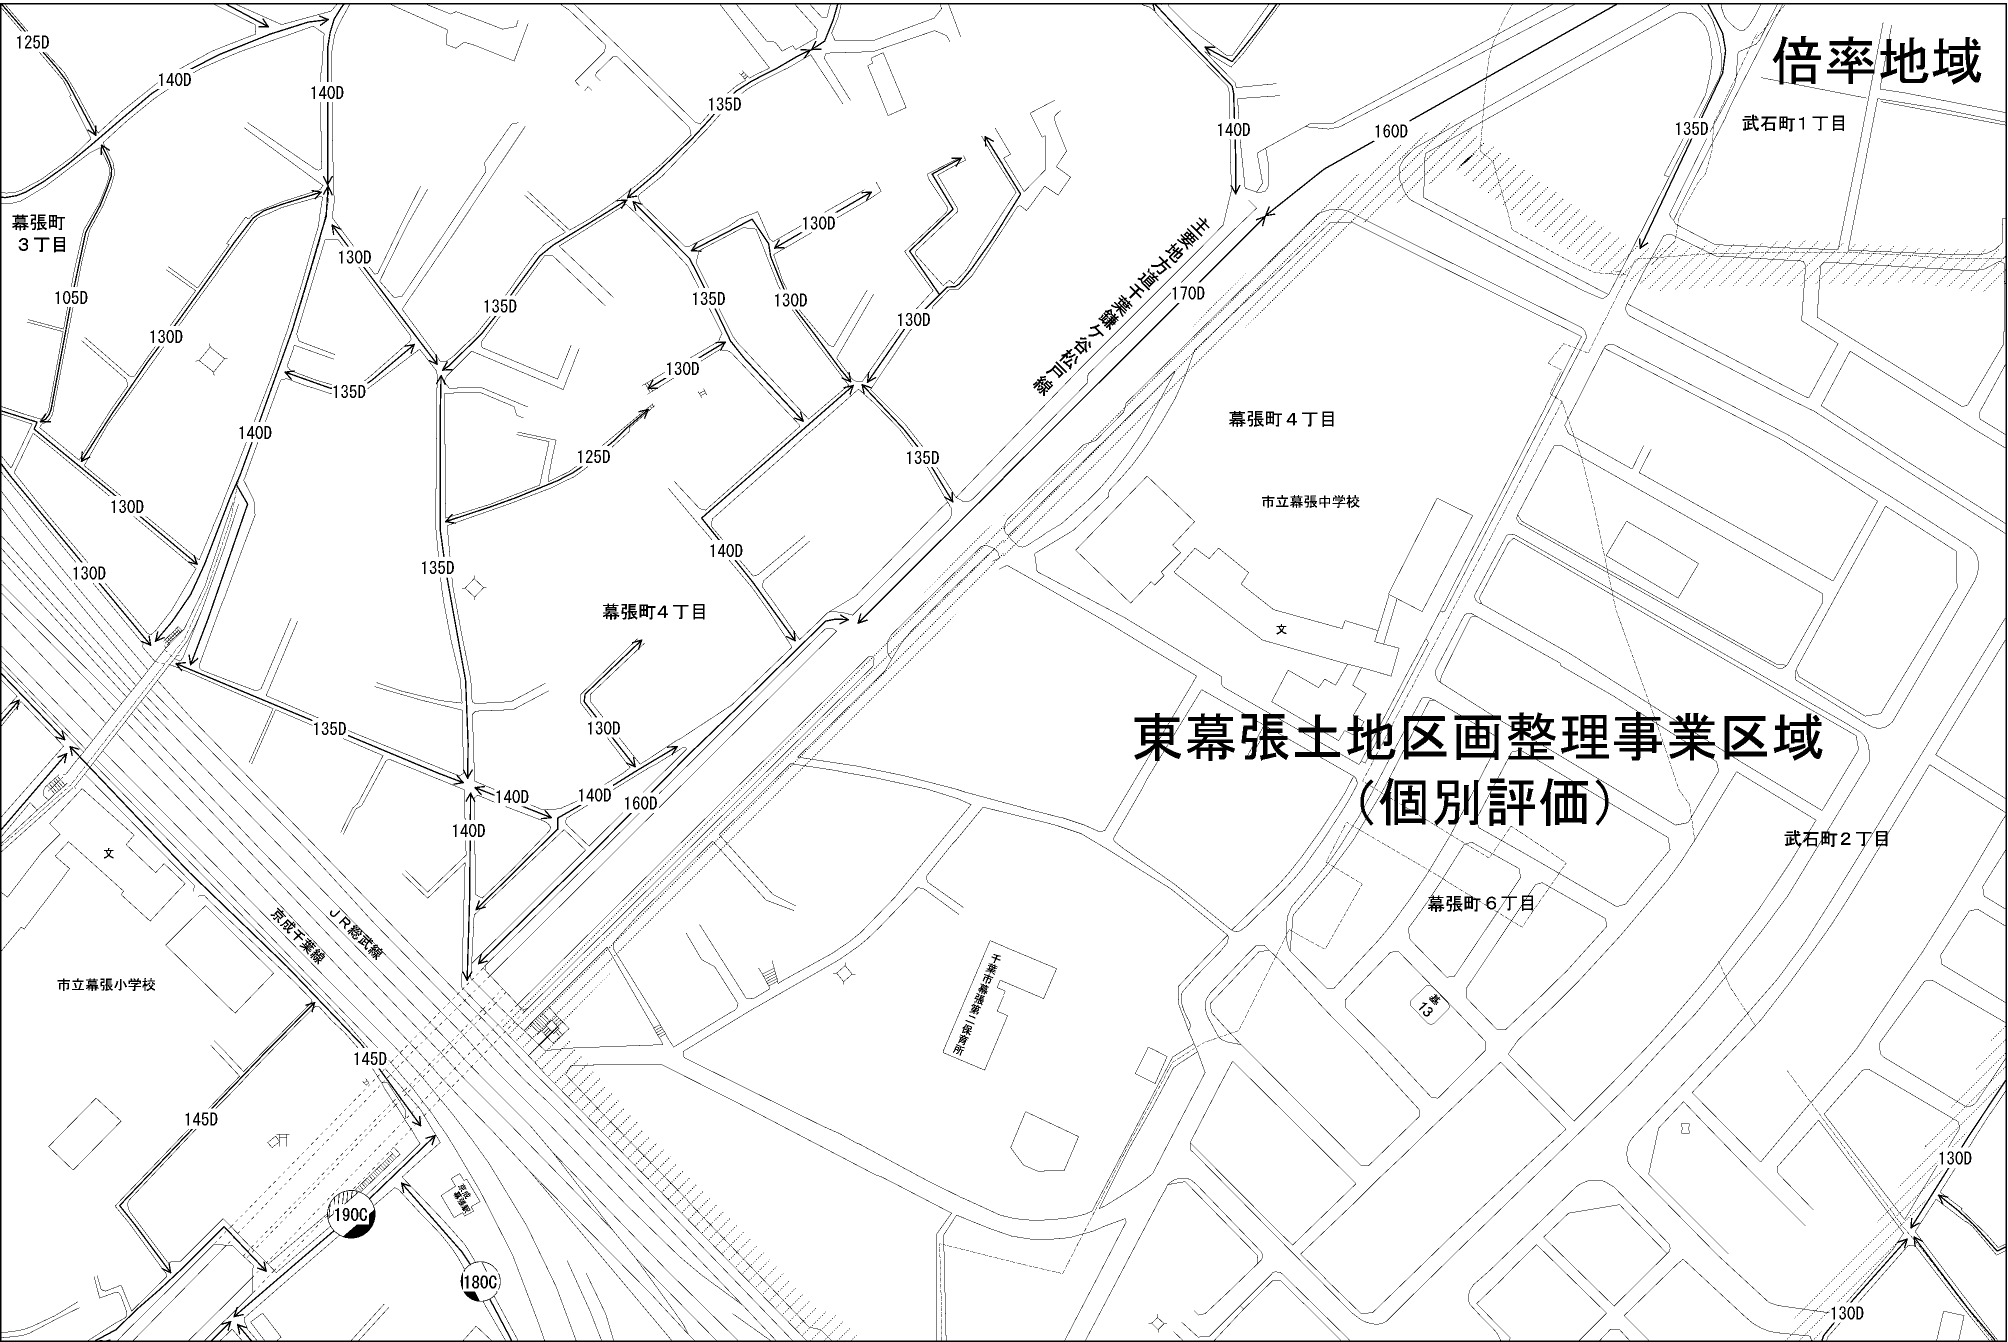 倍率地域
125D
140D
140D
135D
140D
160D
135D
武石町1丁目
幕張町
3丁目
130D
130D
135D
105D
130D
135D
130D
主要地方道千葉鎌ケ谷松戸線
170D
130D
130D
135D
140D
125D
135D
幕張町4丁目
130D
市立幕張中学校
140D
130D
135D
幕張町4丁目
文
135D
130D
東幕張土地区画整理事業区域
(個別評価)
140D
140D
160D
140D
武石町2丁目
文
幕張町6丁目
JR総武線
京成千葉線
市立幕張小学校
千葉市幕張第二保育所
基
13
145D
145D
130D
京成
幕張駅
190C
180C
130D